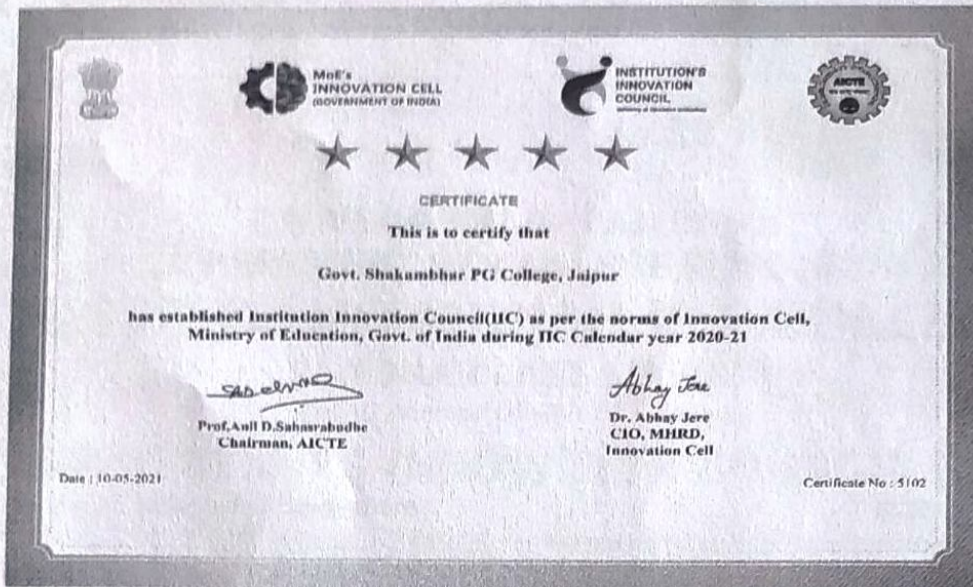 MoE's
INNOVATION CELL
(GOVERNMENT OF INDIA)
INSTITUTION'S
INNOVATION
COUNCIL
AICTE
CERTIFICATE
This is to certify that
Govt. Shakambhar PG College, Jaipur
has established Institution Innovation Council(IIC) as per the norms of Innovation Cell,
Ministry of Education, Govt. of India during IIC Calendar year 2020-21
Abhay Jere
Prof.Anil D.Sahasrabudhe
Chairman, AICTE
Dr. Abhay Jere
CIO, MHRD,
Innovation Cell
Date : 10-05-2021
Certificate No : 5102